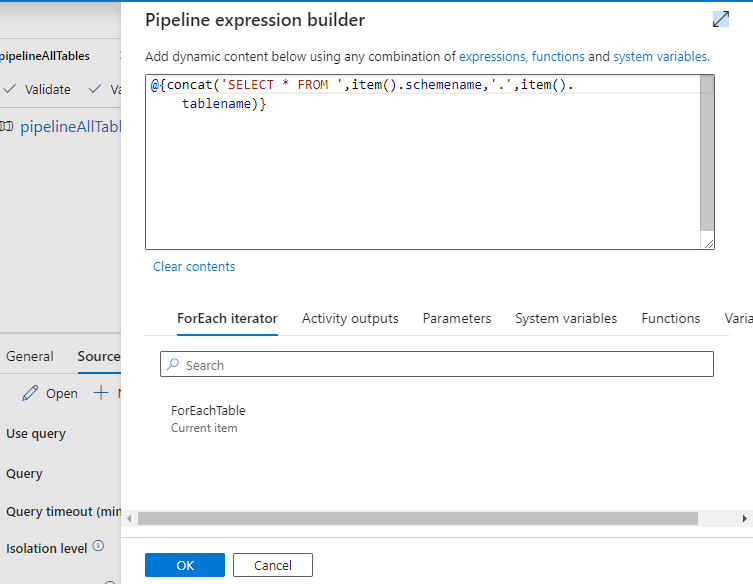 Pipeline expression builder
pipelineAllTables
Add dynamic content below using any combination of expressions, functions and system variables.
Validate
@{concat('SELECT * FROM ',item().schemename,'.',item().
tablename)}
pipelineAllTabl
Clear contents
ForEach iterator Activity outputs Parameters System variables Functions Varia
General Source
Search
Open
ForEachTable
Current item
Use query
Query
Query timeout (min
Isolation level
OK Cancel